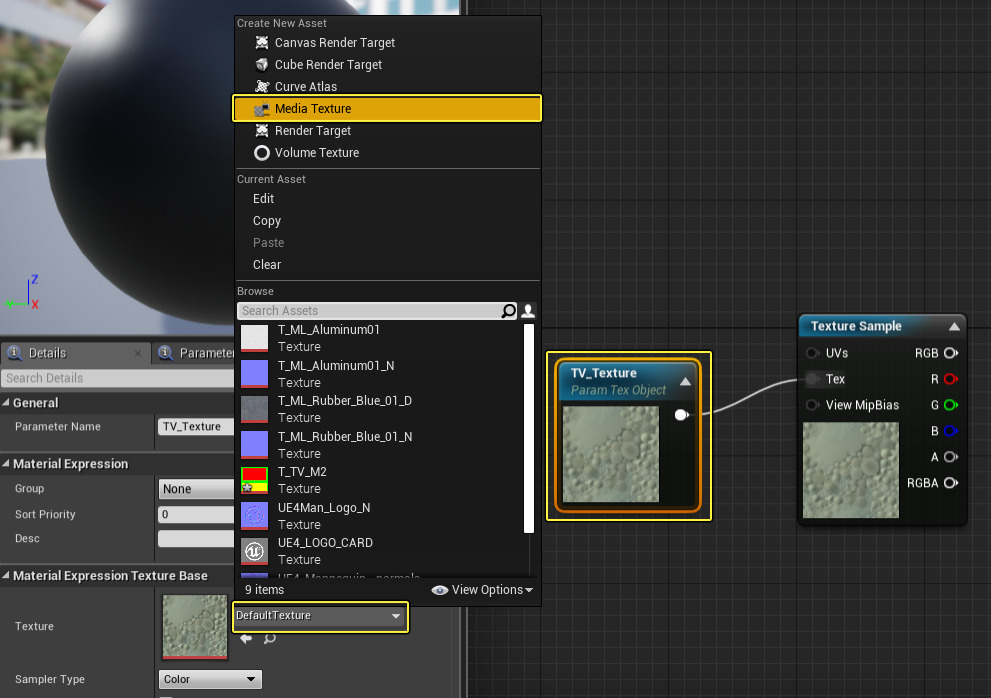 Create New Asset
Canvas Render Target
Cube Render Target
Curve Atlas
Media Texture
Render Target
Volume Texture
Current Asset
Edit
Copy
Paste
Clear
Browse
Search Assets
T_ML_Aluminum01
Texture
T_ML_Aluminum01_N
Texture
T_ML_Rubber_Blue_01_D
Texture
T_ML_Rubber_Blue_01_N
Texture
T_TV_M2
Texture
UE4Man_Logo_N
Texture
UE4_LOGO_CARD
Texture
9 items
View Options
DefaultTexture
Z
Y
X
Details
Parameter
Search Details
General
Parameter Name
TV_Texture
Material Expression
Group
None
Sort Priority
0
Desc
Material Expression Texture Base
Texture
Sampler Type
Color
TV_Texture
Param Tex Object
Texture Sample
UVs
RGB
Tex
R
View MipBias
G
B
A
RGBA